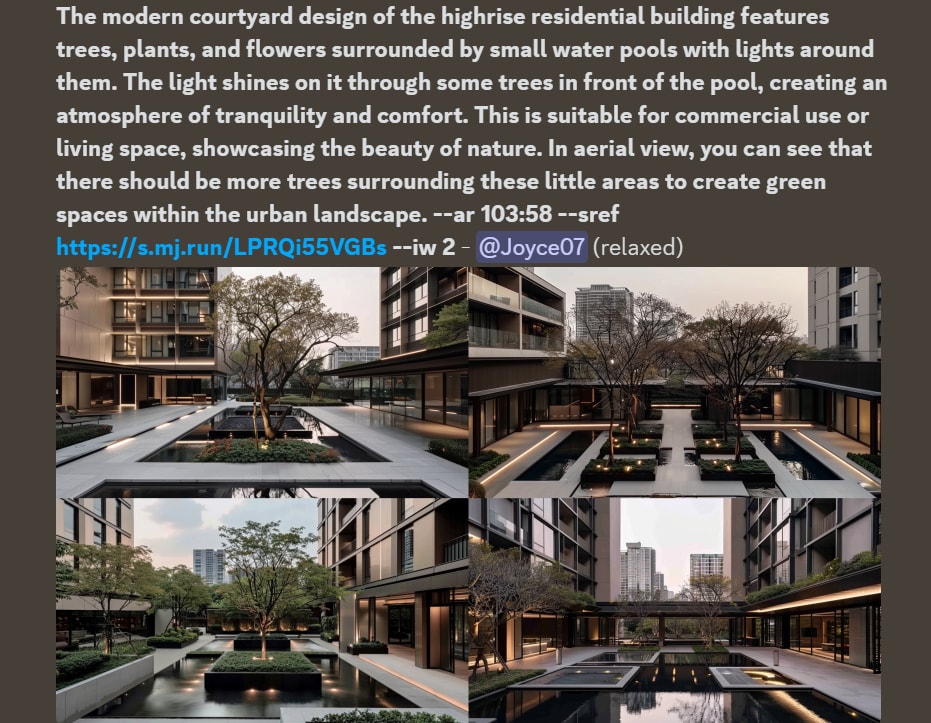 The modern courtyard design of the highrise residential building features
trees, plants, and flowers surrounded by small water pools with lights around
them. The light shines on it through some trees in front of the pool, creating an
atmosphere of tranquility and comfort. This is suitable for commercial use or
living space, showcasing the beauty of nature. In aerial view, you can see that
there should be more trees surrounding these little areas to create green
spaces within the urban landscape. --ar 103:58 --sref
https://s.mj.run/LPRQi55VGBs --iw 2 - @Joyce07 (relaxed)